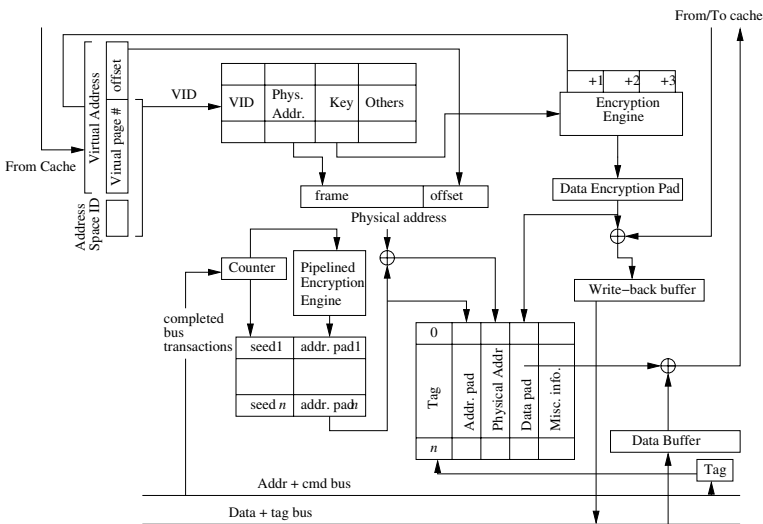 From/To cache
+1 +2 +3
Encryption
Engine
Virtual Address
offset
Virual page #
VID
VID
Phys.
Addr.
Key
Others
From Cache
Address
Space ID
frame
offset
Physical address
Data Encryption Pad
Write−back buffer
Counter
Pipelined
Encryption
Engine
completed
bus
transactions
seed1
addr. pad1
seed n
addr. padn
0
Tag
n
Addr. pad
Physical Addr
Data pad
Misc. info.
Data Buffer
Tag
Addr + cmd bus
Data + tag bus